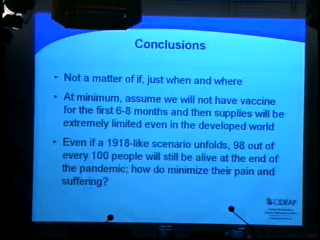 Conclusions
• Not a matter of if, just when and where
• At minimum, assume we will not have vaccine
for the first 6-8 months and then supplies will be
extremely limited even in the developed world
• Even if a 1918-like scenario unfolds, 98 out of
every 100 people will still be alive at the end of
the pandemic; how do minimize their pain and
suffering?
CIDRAP